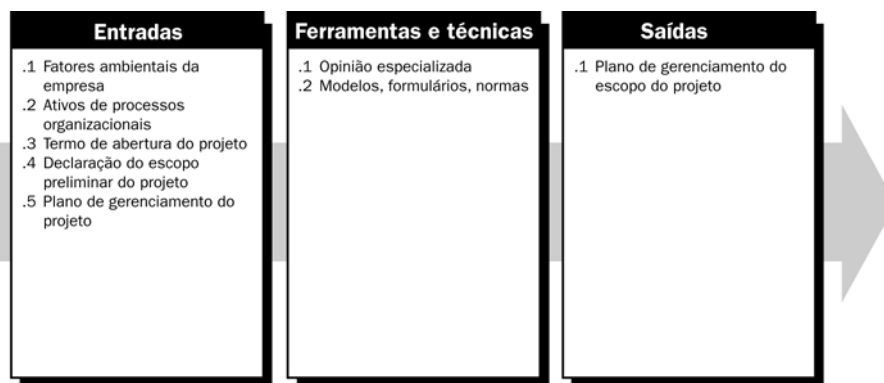 Entradas
.1 Fatores ambientais da
empresa
.2 Ativos de processos
organizacionais
.3 Termo de abertura do projeto
.4 Declaração do escopo
preliminar do projeto
.5 Plano de gerenciamento do
projeto
Ferramentas e técnicas
.1 Opinião especializada
.2 Modelos, formulários, normas
Saídas
.1 Plano de gerenciamento do
escopo do projeto